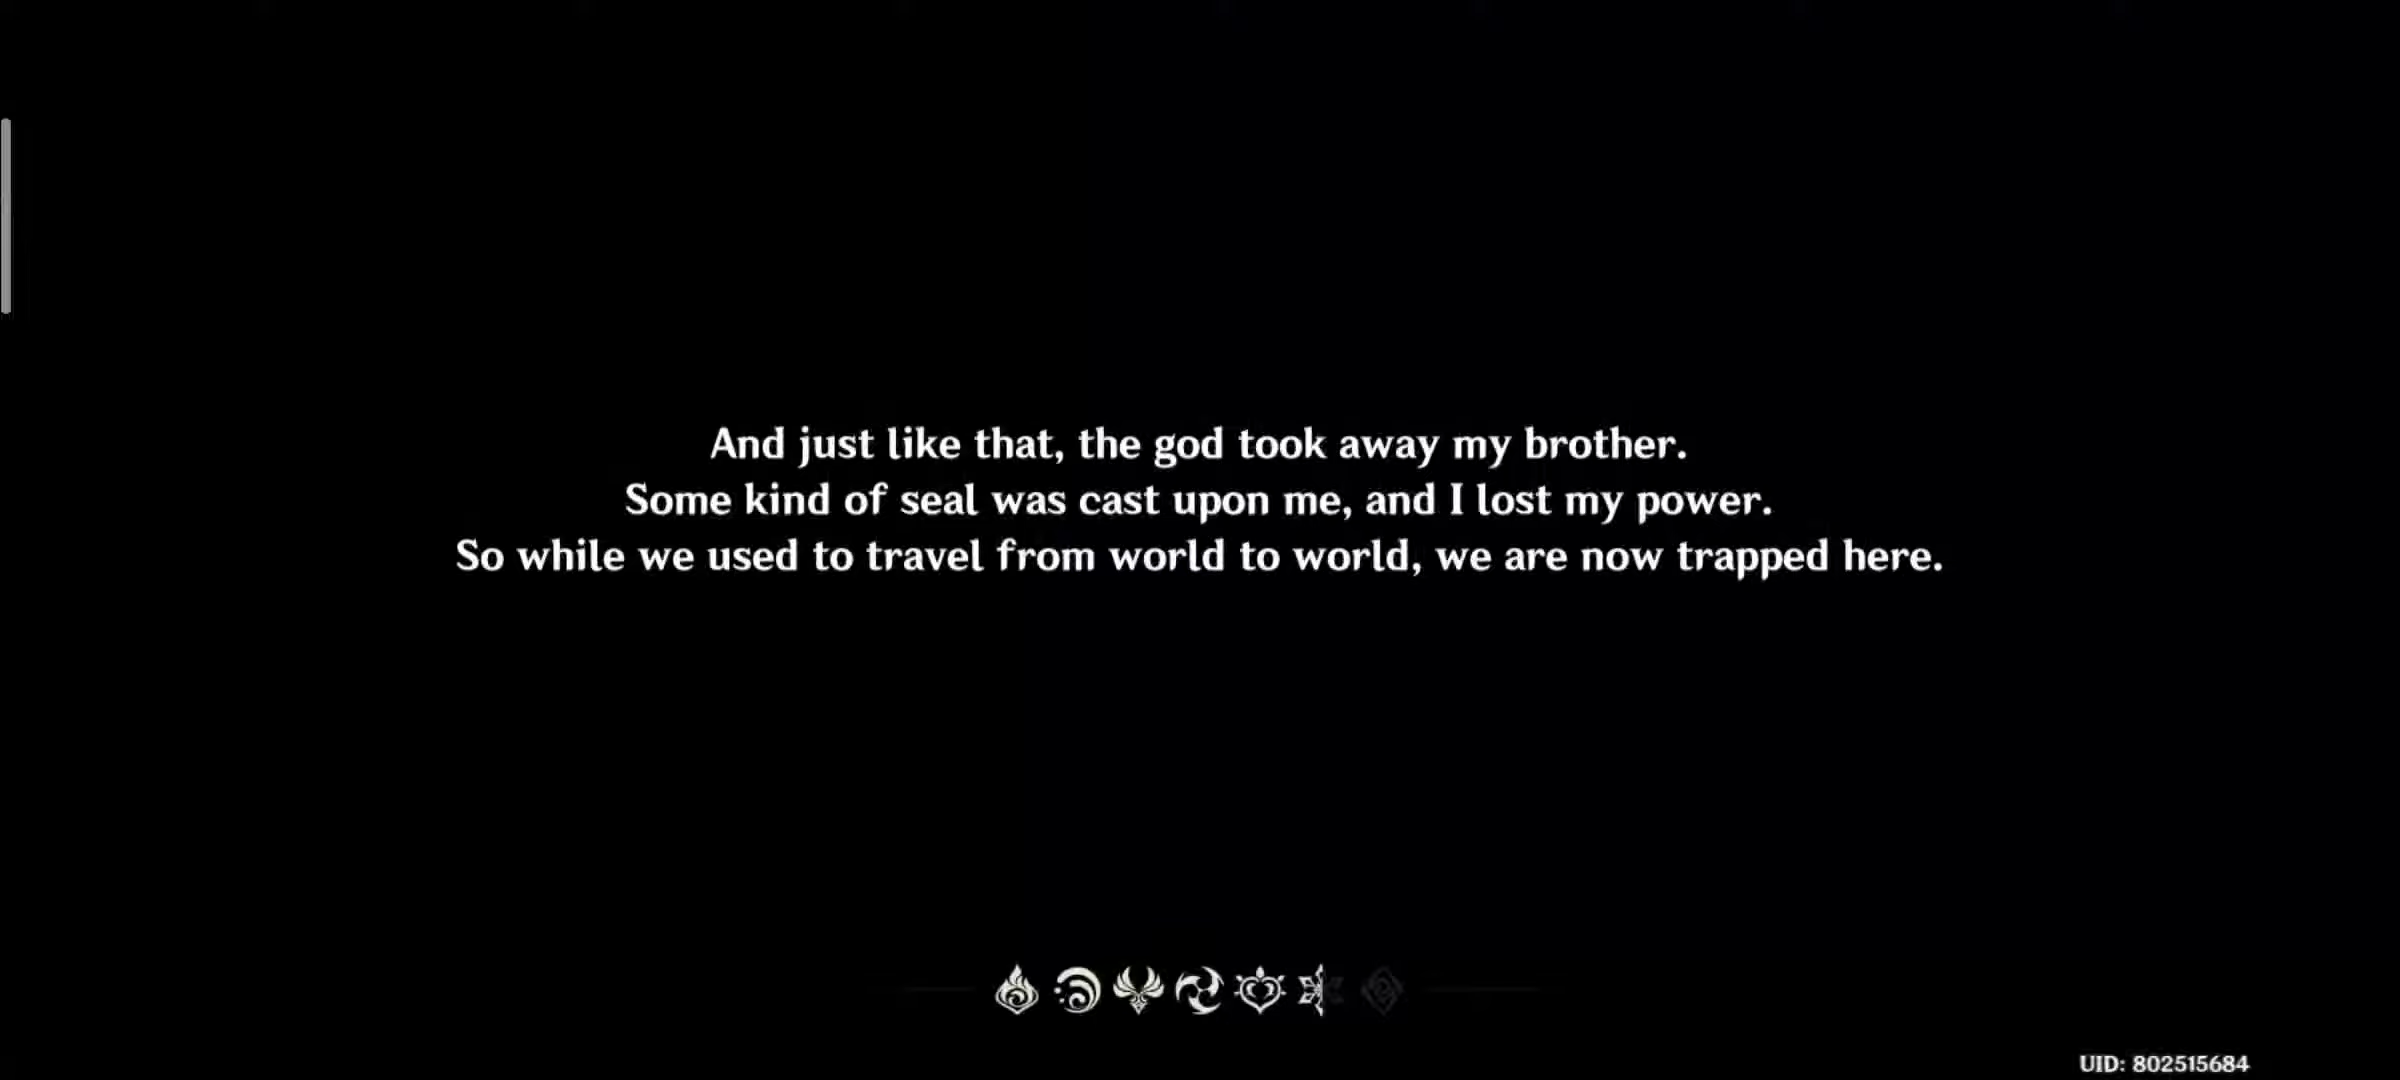 And just like that, the god took away my brother.
Some kind of seal was cast upon me, and I lost my power.
So while we used to travel from world to world, we are now trapped here.
UID: 802515684